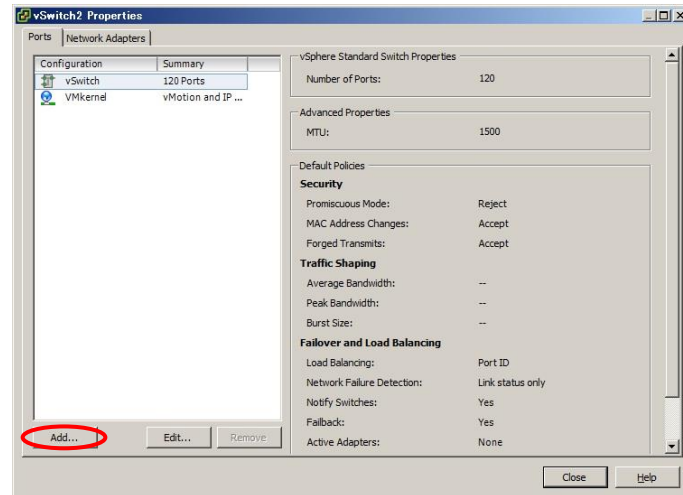 vSwitch2 Properties
Ports Network Adapters
Configuration Summary
vSwitch 120 Ports
VMkernel vMotion and IP ...
vSphere Standard Switch Properties
Number of Ports: 120
Advanced Properties
MTU: 1500
Default Policies
Security
Promiscuous Mode: Reject
MAC Address Changes: Accept
Forged Transmits: Accept
Traffic Shaping
Average Bandwidth: --
Peak Bandwidth: --
Burst Size: --
Failover and Load Balancing
Load Balancing: Port ID
Network Failure Detection: Link status only
Notify Switches: Yes
Failback: Yes
Active Adapters: None
Add... Edit... Remove
Close Help